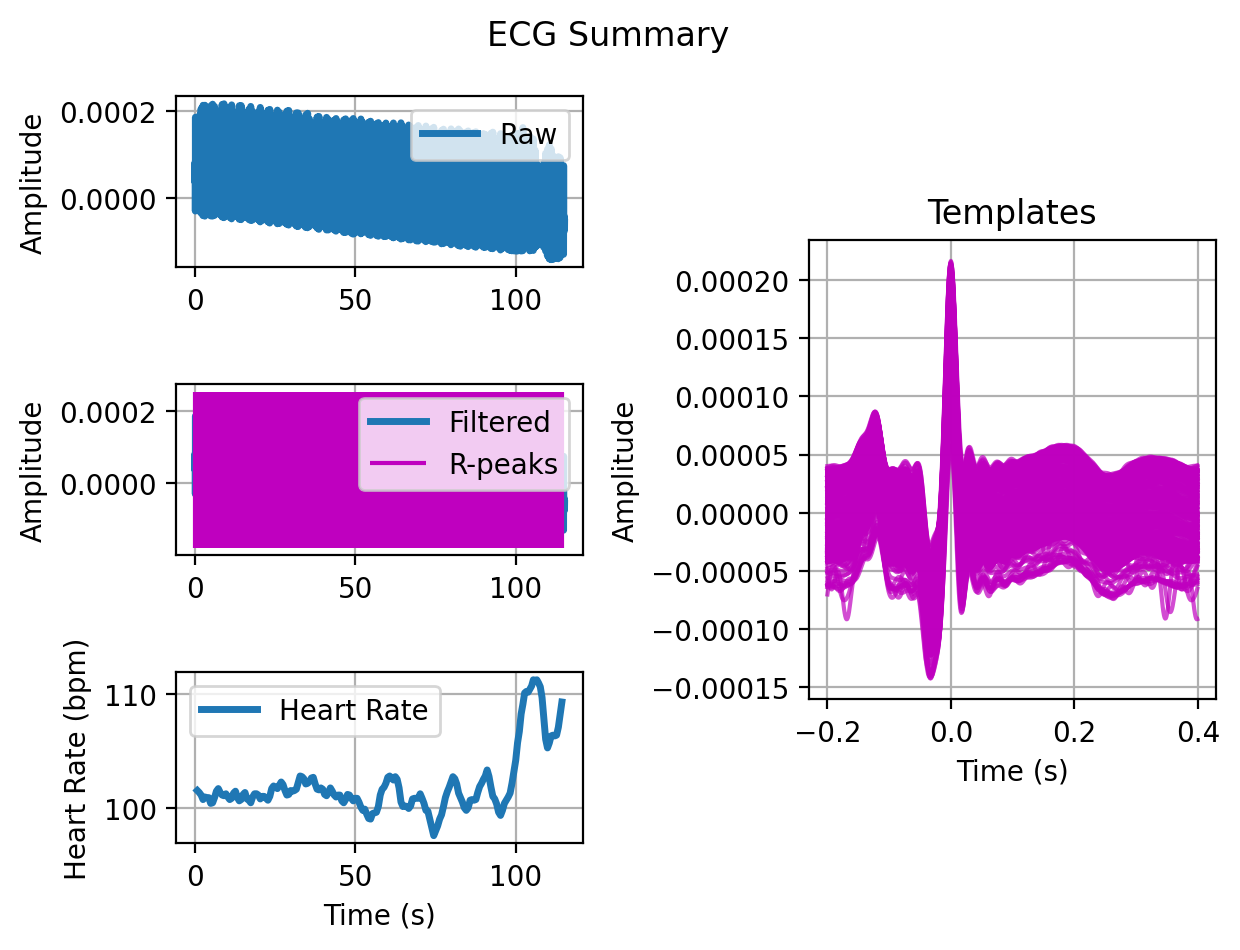 ECG Summary
0.0002
0.0000
Amplitude
Raw
0 50 100
0.0002
0.0000
Amplitude
Filtered
R-peaks
0 50 100
110
100
Heart Rate (bpm)
Heart Rate
0 50 100
Time (s)
Templates
0.00020
0.00015
0.00010
0.00005
0.00000
−0.00005
−0.00010
−0.00015
Amplitude
−0.2 0.0 0.2 0.4
Time (s)